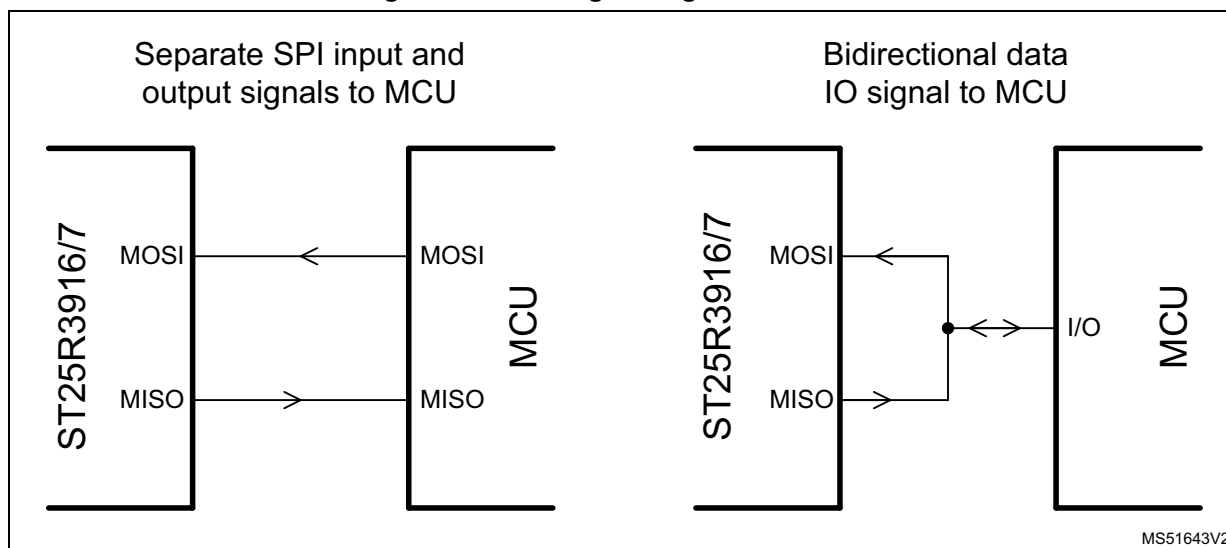 Separate SPI input and
output signals to MCU
ST25R3916/7
MOSI
MISO
MOSI
MISO
MCU
Bidirectional data
IO signal to MCU
ST25R3916/7
MOSI
MISO
I/O
MCU
MS51643V2